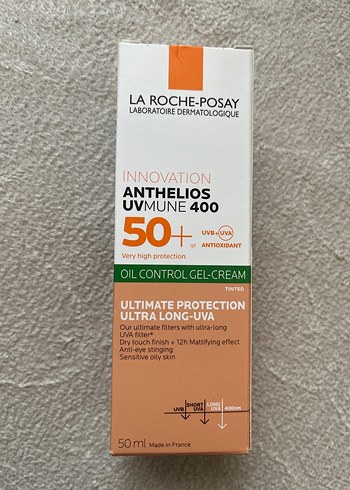 LA ROCHE-POSAY
LABORATOIRE DERMATOLOGIQUE
INNOVATION
ANTHELIOS
UVMUNE 400
50+
UVB+UVA
ANTIOXIDANT
Very high protection
OIL CONTROL GEL-CREAM
TINTED
ULTIMATE PROTECTION
ULTRA LONG-UVA
Our ultimate filters with ultra-long
UVA filter*
Dry touch finish + 12h Mattifying effect
Anti-eye stinging
Sensitive oily skin
UVB
SHORT
UVA
LONG
UVA
400nm
50 ml Made in France